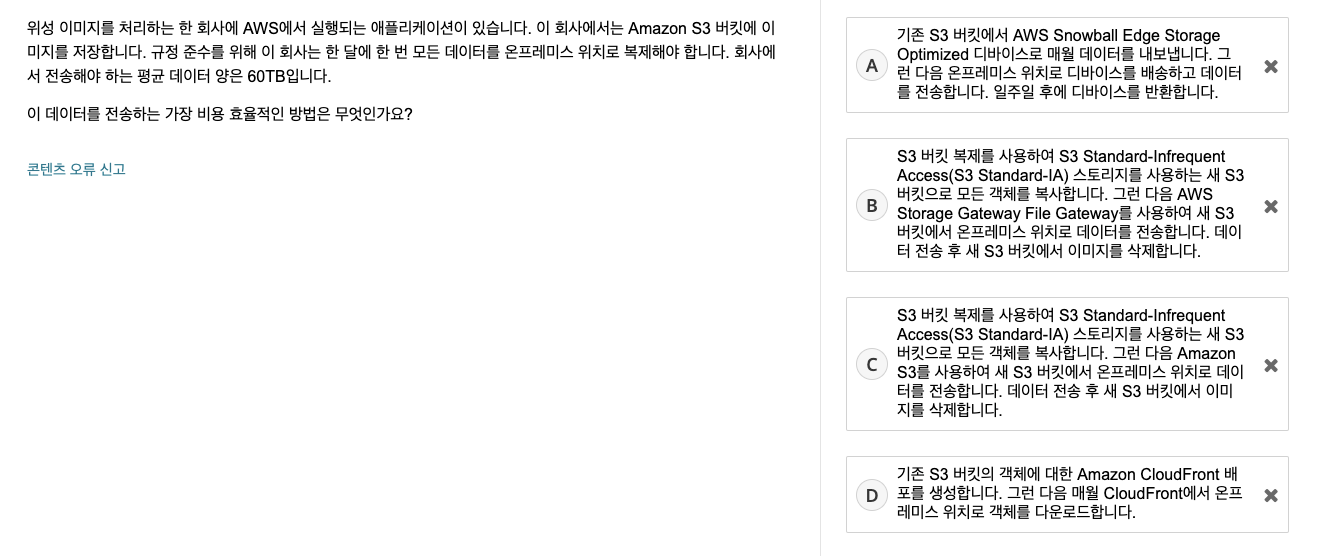 위성 이미지를 처리하는 한 회사에 AWS에서 실행되는 애플리케이션이 있습니다. 이 회사에서는 Amazon S3 버킷에 이
미지를 저장합니다. 규정 준수를 위해 이 회사는 한 달에 한 번 모든 데이터를 온프레미스 위치로 복제해야 합니다. 회사에
서 전송해야 하는 평균 데이터 양은 60TB입니다.
이 데이터를 전송하는 가장 비용 효율적인 방법은 무엇인가요?
콘텐츠 오류 신고
A
기존 S3 버킷에서 AWS Snowball Edge Storage
Optimized 디바이스로 매월 데이터를 내보냅니다. 그
런 다음 온프레미스 위치로 디바이스를 배송하고 데이터
를 전송합니다. 일주일 후에 디바이스를 반환합니다.
B
S3 버킷 복제를 사용하여 S3 Standard-Infrequent
Access(S3 Standard-IA) 스토리지를 사용하는 새 S3
버킷으로 모든 객체를 복사합니다. 그런 다음 AWS
Storage Gateway File Gateway를 사용하여 새 S3
버킷에서 온프레미스 위치로 데이터를 전송합니다. 데이
터 전송 후 새 S3 버킷에서 이미지를 삭제합니다.
C
S3 버킷 복제를 사용하여 S3 Standard-Infrequent
Access(S3 Standard-IA) 스토리지를 사용하는 새 S3
버킷으로 모든 객체를 복사합니다. 그런 다음 Amazon
S3를 사용하여 새 S3 버킷에서 온프레미스 위치로 데이
터를 전송합니다. 데이터 전송 후 새 S3 버킷에서 이미
지를 삭제합니다.
D
기존 S3 버킷의 객체에 대한 Amazon CloudFront 배
포를 생성합니다. 그런 다음 매월 CloudFront에서 온프
레미스 위치로 객체를 다운로드합니다.